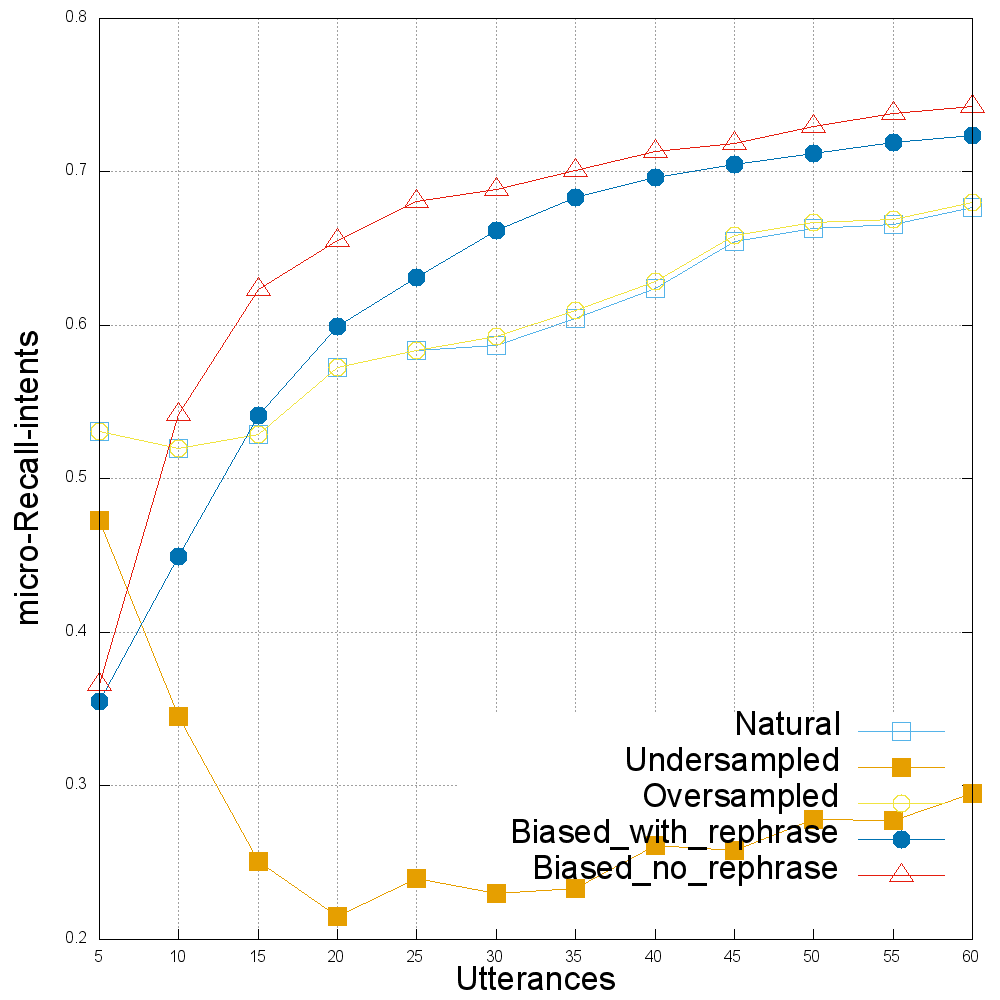 0.8
0.7
0.6
0.5
0.4
0.3
0.2
micro-Recall-intents
Natural
Undersampled
Oversampled
Biased_with_rephrase
Biased_no_rephrase
5 10 15 20 25 30 35 40 45 50 55 60
Utterances